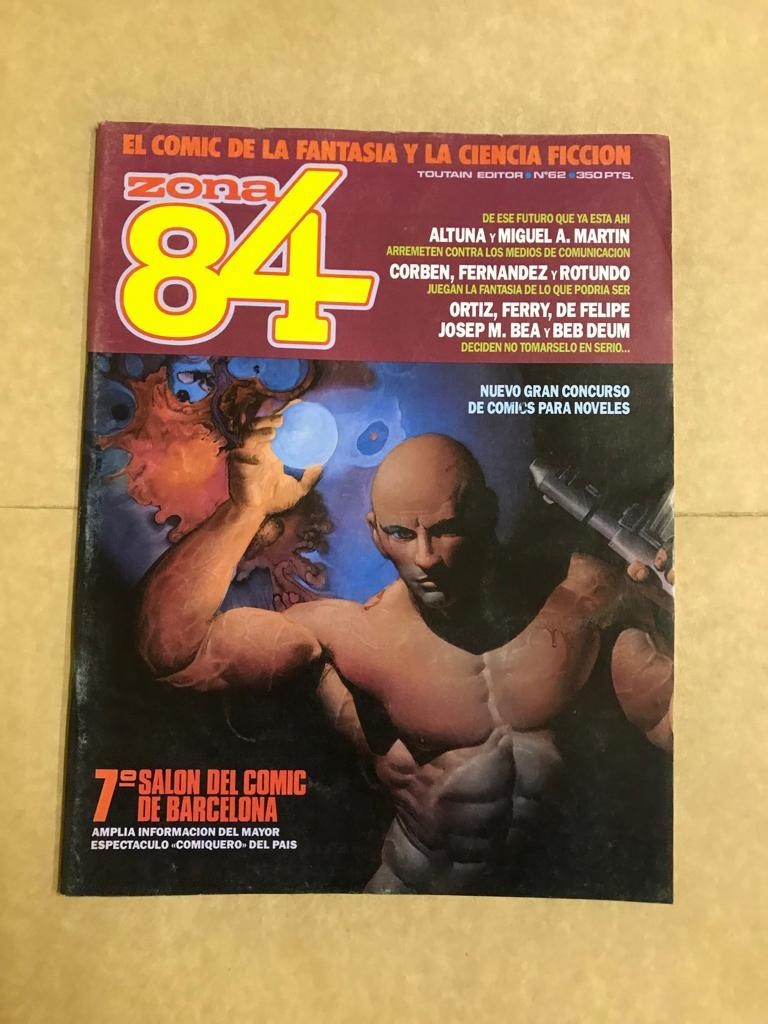 EL COMIC DE LA FANTASIA Y LA CIENCIA FICCION
TOUTAIN EDITOR • Nº62 • 350 PTS.
zona
84
DE ESE FUTURO QUE YA ESTA AHI
ALTUNA Y MIGUEL A. MARTIN
ARREMETEN CONTRA LOS MEDIOS DE COMUNICACION
CORBEN, FERNANDEZ Y ROTUNDO
JUEGAN LA FANTASIA DE LO QUE PODRIA SER
ORTIZ, FERRY, DE FELIPE
JOSEP M. BEA Y BEB DEUM
DECIDEN NO TOMARSELO EN SERIO...
NUEVO GRAN CONCURSO
DE COMICS PARA NOVELES
7º SALON DEL COMIC
DE BARCELONA
AMPLIA INFORMACION DEL MAYOR
ESPECTACULO «COMIQUERO» DEL PAIS